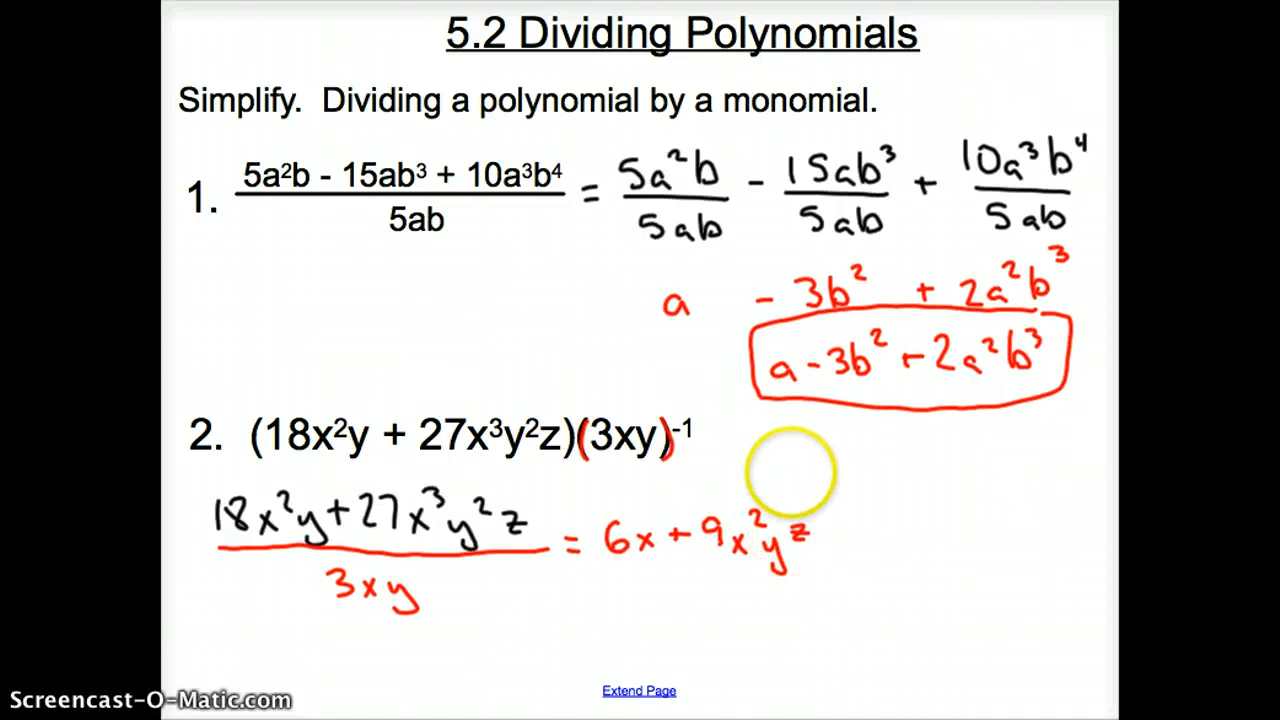 5.2 Dividing Polynomials
Simplify. Dividing a polynomial by a monomial.
1. (5a²b - 15ab³ + 10a³b⁴)/5ab = 5a²b/5ab - 15ab³/5ab + 10a³b⁴/5ab
a - 3b² + 2a²b³
a - 3b² + 2a²b³
2. (18x²y + 27x³y²z)(3xy)⁻¹
(18x²y + 27x³y²z)/3xy = 6x + 9x²yz
Extend Page
Screencast-O-Matic.com